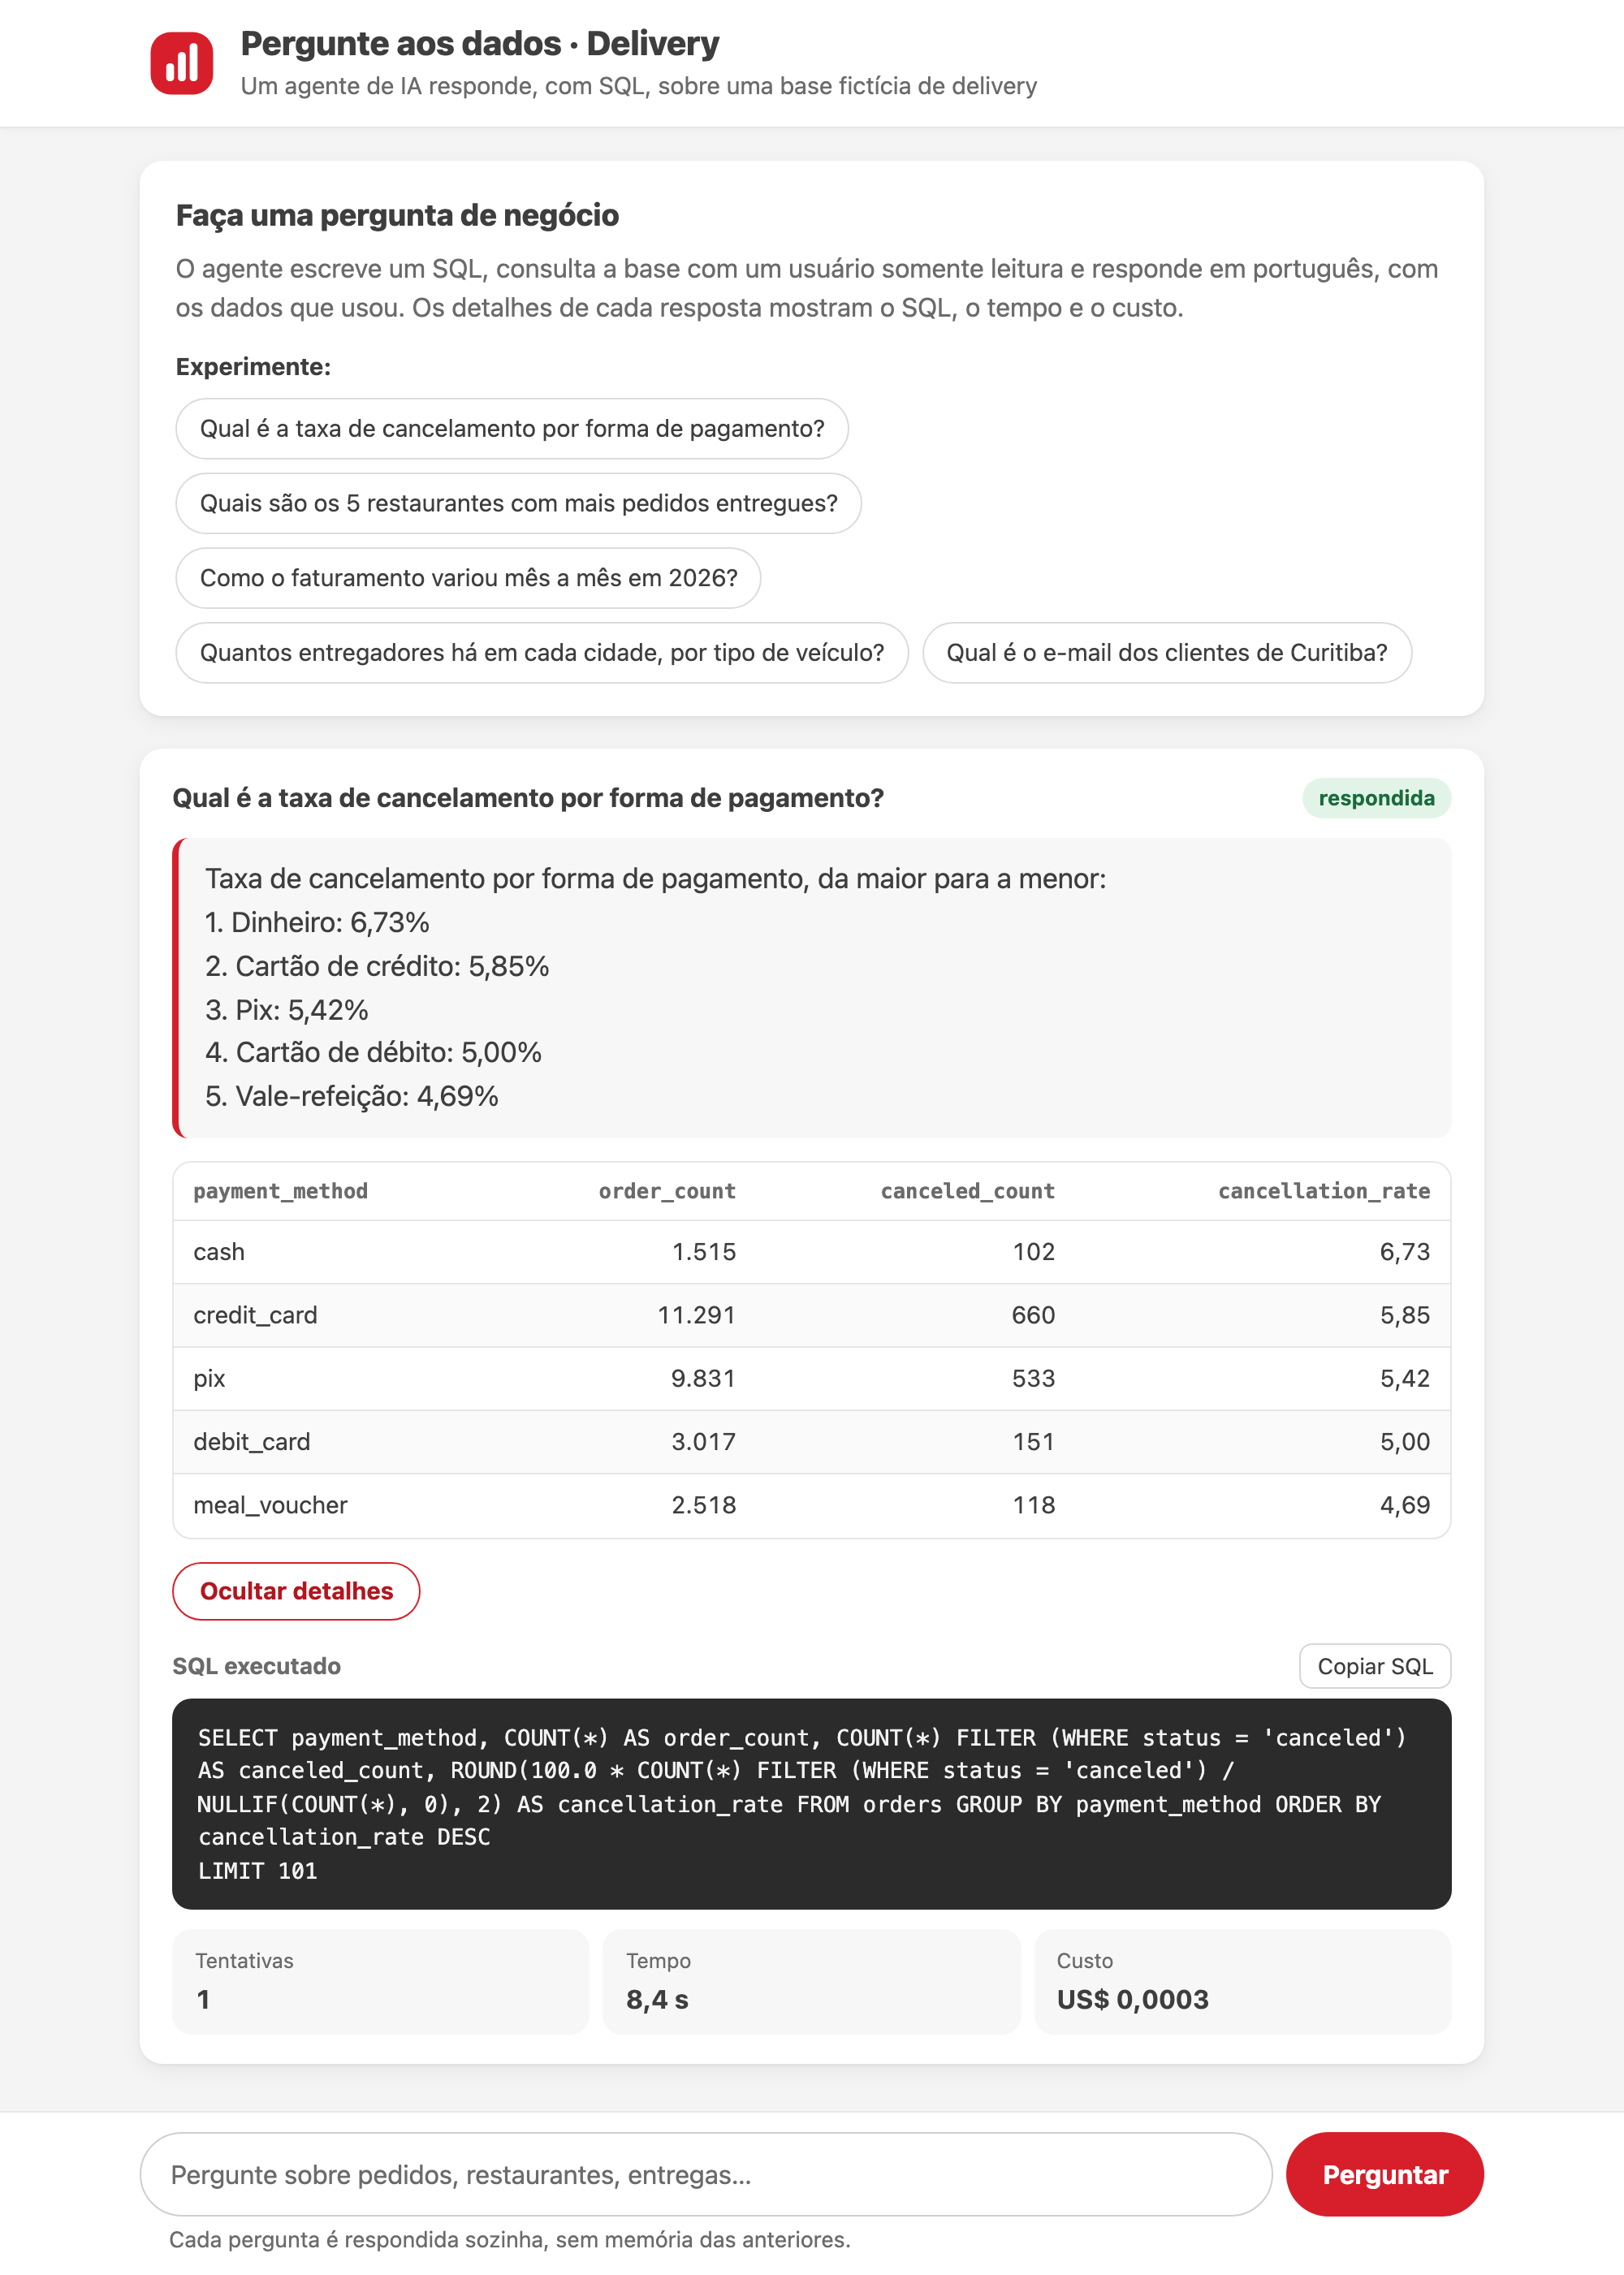 Pergunte aos dados · Delivery
Um agente de IA responde, com SQL, sobre uma base fictícia de delivery
Faça uma pergunta de negócio
O agente escreve um SQL, consulta a base com um usuário somente leitura e responde em português, com
os dados que usou. Os detalhes de cada resposta mostram o SQL, o tempo e o custo.
Experimente:
Qual é a taxa de cancelamento por forma de pagamento?
Quais são os 5 restaurantes com mais pedidos entregues?
Como o faturamento variou mês a mês em 2026?
Quantos entregadores há em cada cidade, por tipo de veículo? Qual é o e-mail dos clientes de Curitiba?
Qual é a taxa de cancelamento por forma de pagamento? respondida
Taxa de cancelamento por forma de pagamento, da maior para a menor:
1. Dinheiro: 6,73%
2. Cartão de crédito: 5,85%
3. Pix: 5,42%
4. Cartão de débito: 5,00%
5. Vale-refeição: 4,69%
payment_method order_count canceled_count cancellation_rate
cash 1.515 102 6,73
credit_card 11.291 660 5,85
pix 9.831 533 5,42
debit_card 3.017 151 5,00
meal_voucher 2.518 118 4,69
Ocultar detalhes
SQL executado Copiar SQL
SELECT payment_method, COUNT(*) AS order_count, COUNT(*) FILTER (WHERE status = 'canceled')
AS canceled_count, ROUND(100.0 * COUNT(*) FILTER (WHERE status = 'canceled') /
NULLIF(COUNT(*), 0), 2) AS cancellation_rate FROM orders GROUP BY payment_method ORDER BY
cancellation_rate DESC
LIMIT 101
Tentativas Tempo Custo
1 8,4 s US$ 0,0003
Pergunte sobre pedidos, restaurantes, entregas... Perguntar
Cada pergunta é respondida sozinha, sem memória das anteriores.